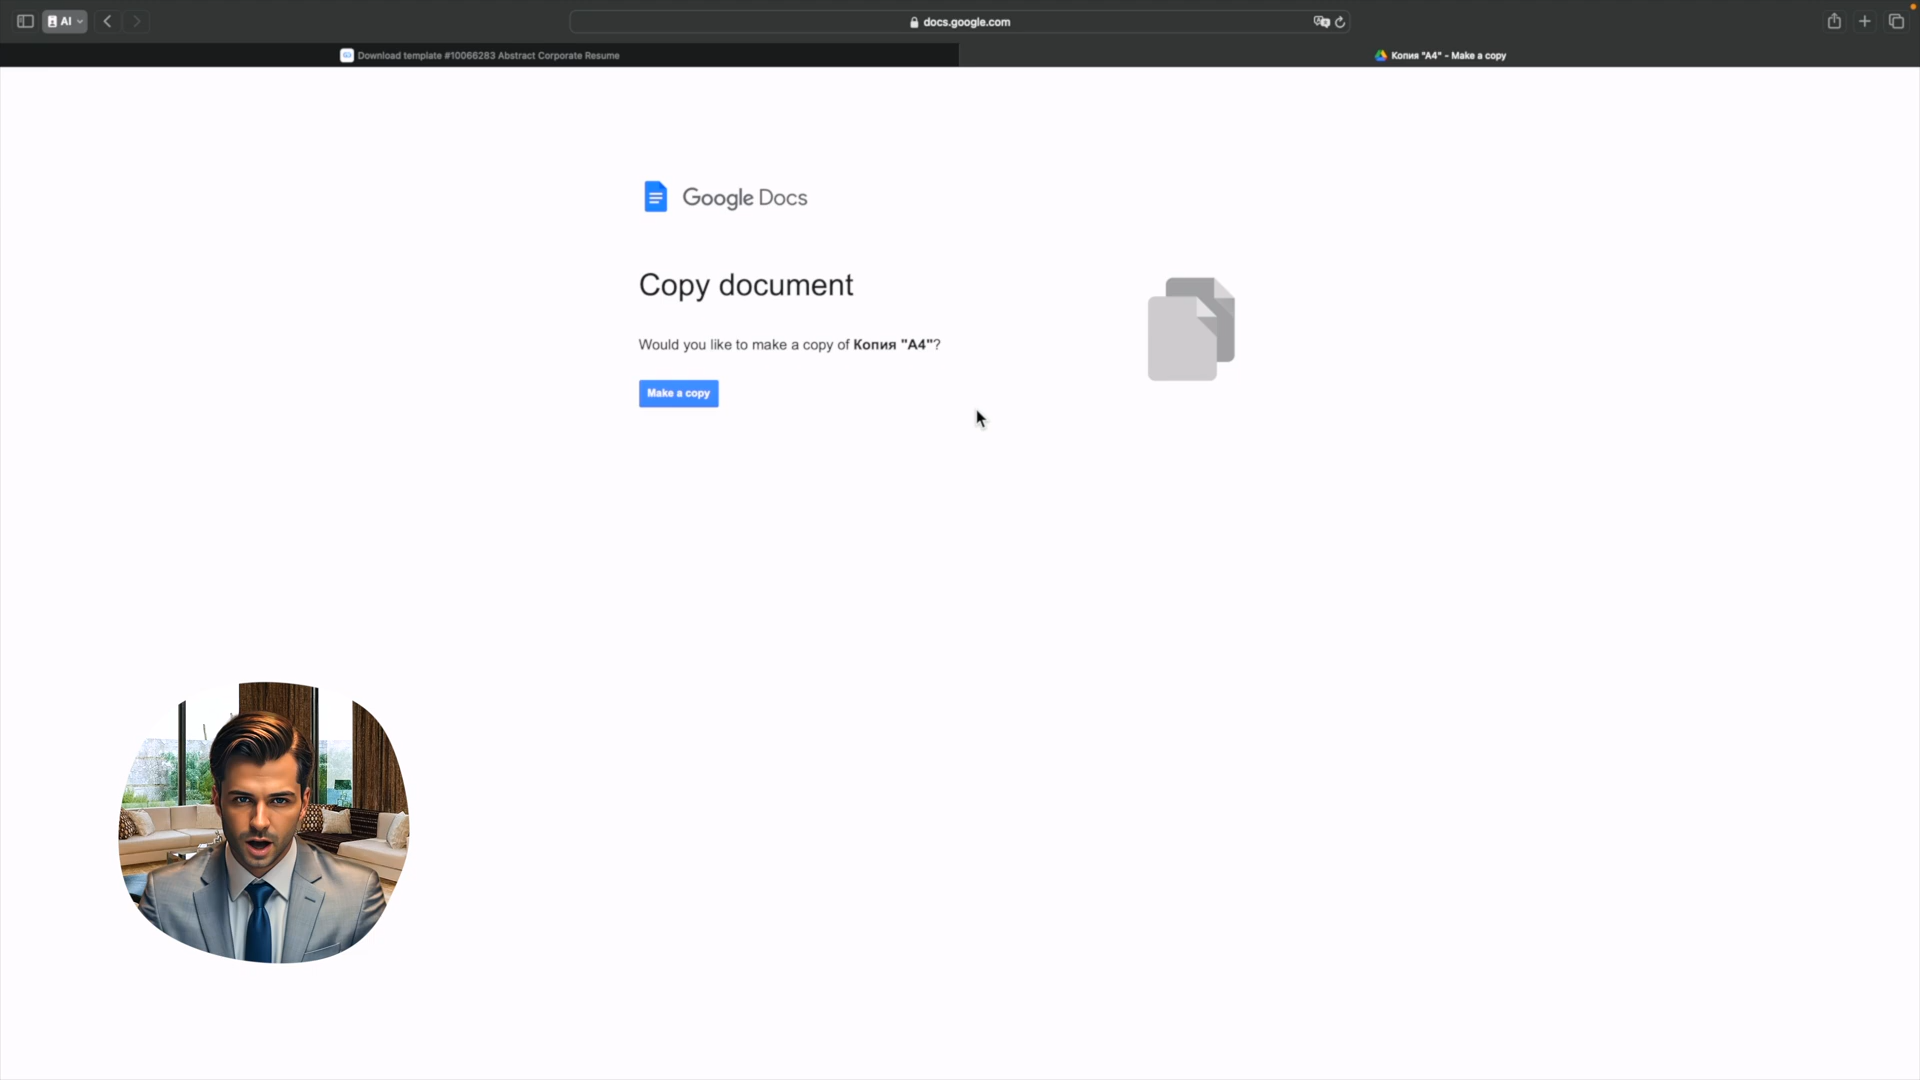 AI
docs.google.com
Download template #10066283 Abstract Corporate Resume
Копия "A4" - Make a copy
Google Docs
Copy document
Would you like to make a copy of Копия "A4"?
Make a copy